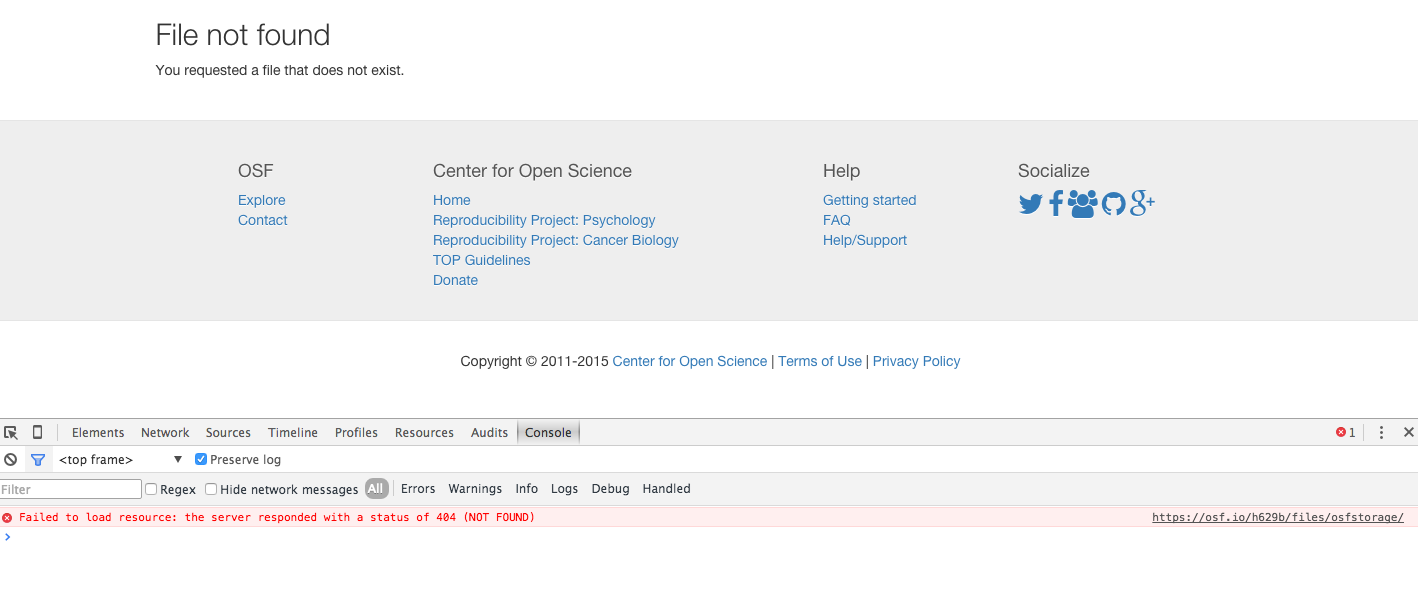 File not found
You requested a file that does not exist.
OSF
Explore
Contact
Center for Open Science
Home
Reproducibility Project: Psychology
Reproducibility Project: Cancer Biology
TOP Guidelines
Donate
Help
Getting started
FAQ
Help/Support
Socialize
Copyright © 2011-2015 Center for Open Science | Terms of Use | Privacy Policy
Elements Network Sources Timeline Profiles Resources Audits Console 1
<top frame> Preserve log
Filter Regex Hide network messages All Errors Warnings Info Logs Debug Handled
Failed to load resource: the server responded with a status of 404 (NOT FOUND) https://osf.io/h629b/files/osfstorage/